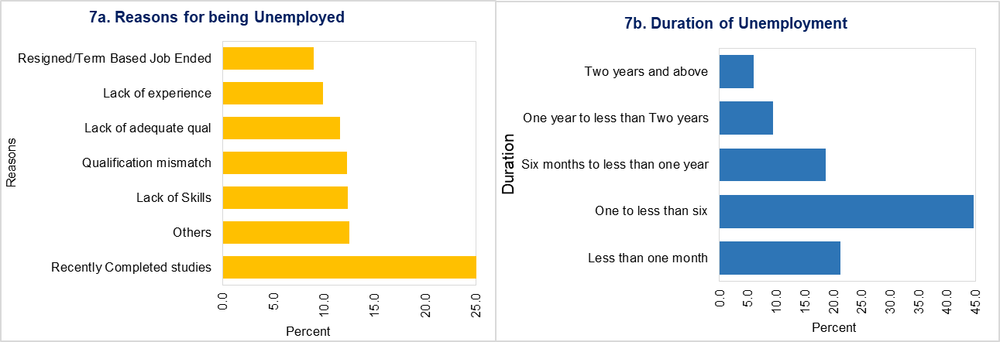 7a. Reasons for being Unemployed
Reasons
Resigned/Term Based Job Ended
Lack of experience
Lack of adequate qual
Qualification mismatch
Lack of Skills
Others
Recently Completed studies
0.0
5.0
10.0
15.0
20.0
25.0
Percent
7b. Duration of Unemployment
Duration
Two years and above
One year to less than Two years
Six months to less than one year
One to less than six
Less than one month
0.0
5.0
10.0
15.0
20.0
25.0
30.0
35.0
40.0
45.0
Percent